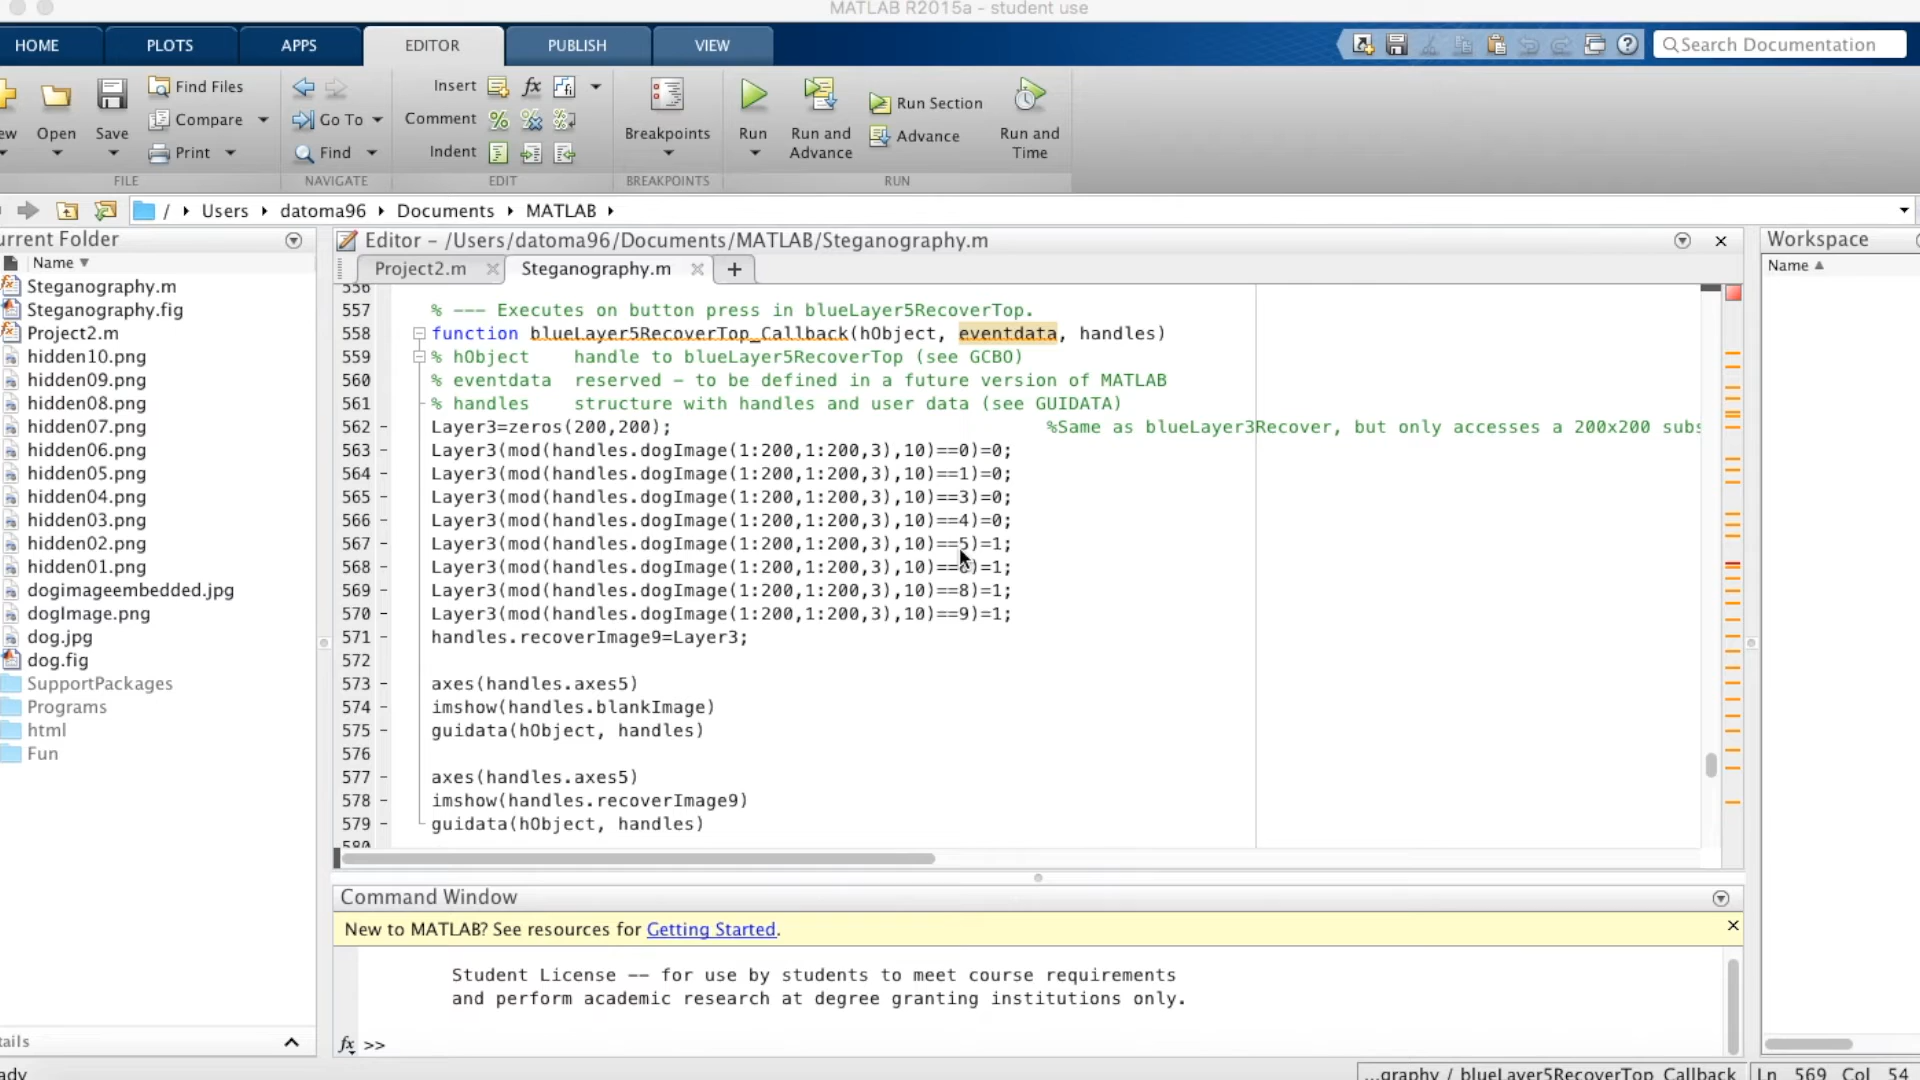 MATLAB R2015a - student use
HOME PLOTS APPS EDITOR PUBLISH VIEW
Search Documentation
Find Files
Insert
Compare
Go To
Comment
Open Save
Breakpoints Run Run and Advance
Run Section
Advance
Run and Time
Print
Find
Indent
FILE NAVIGATE EDIT BREAKPOINTS RUN
/ Users datoma96 Documents MATLAB
urrent Folder
Name
Steganography.m
Steganography.fig
Project2.m
hidden10.png
hidden09.png
hidden08.png
hidden07.png
hidden06.png
hidden05.png
hidden04.png
hidden03.png
hidden02.png
hidden01.png
dogimageembedded.jpg
dogImage.png
dog.jpg
dog.fig
SupportPackages
Programs
html
Fun
tails
Editor – /Users/datoma96/Documents/MATLAB/Steganography.m
Project2.m Steganography.m +
556
557 % --- Executes on button press in blueLayer5RecoverTop.
558 function blueLayer5RecoverTop_Callback(hObject, eventdata, handles)
559 % hObject    handle to blueLayer5RecoverTop (see GCBO)
560 % eventdata  reserved - to be defined in a future version of MATLAB
561 % handles    structure with handles and user data (see GUIDATA)
562 - Layer3=zeros(200,200); %Same as blueLayer3Recover, but only accesses a 200x200 subs
563 - Layer3(mod(handles.dogImage(1:200,1:200,3),10)==0)=0;
564 - Layer3(mod(handles.dogImage(1:200,1:200,3),10)==1)=0;
565 - Layer3(mod(handles.dogImage(1:200,1:200,3),10)==3)=0;
566 - Layer3(mod(handles.dogImage(1:200,1:200,3),10)==4)=0;
567 - Layer3(mod(handles.dogImage(1:200,1:200,3),10)==5)=1;
568 - Layer3(mod(handles.dogImage(1:200,1:200,3),10)==6)=1;
569 - Layer3(mod(handles.dogImage(1:200,1:200,3),10)==8)=1;
570 - Layer3(mod(handles.dogImage(1:200,1:200,3),10)==9)=1;
571 - handles.recoverImage9=Layer3;
572
573 - axes(handles.axes5)
574 - imshow(handles.blankImage)
575 - guidata(hObject, handles)
576
577 - axes(handles.axes5)
578 - imshow(handles.recoverImage9)
579 - guidata(hObject, handles)
580
Command Window
New to MATLAB? See resources for Getting Started.
Student License -- for use by students to meet course requirements
and perform academic research at degree granting institutions only.
fx >>
Workspace
Name
ady
...graphy / blueLayer5RecoverTop_Callback Ln 569 Col 54